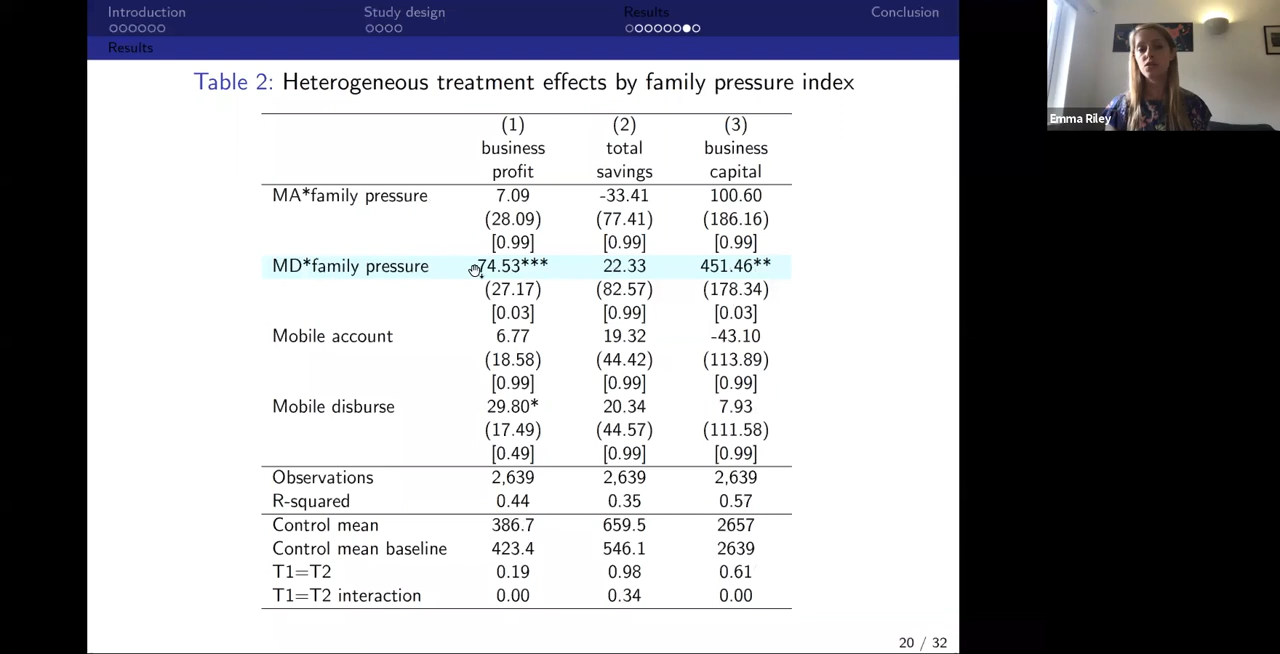 Introduction Study design Results Conclusion
Results
Table 2: Heterogeneous treatment effects by family pressure index
(1) (2) (3)
business total business
profit savings capital
MA*family pressure 7.09 -33.41 100.60
(28.09) (77.41) (186.16)
[0.99] [0.99] [0.99]
MD*family pressure 74.53*** 22.33 451.46**
(27.17) (82.57) (178.34)
[0.03] [0.99] [0.03]
Mobile account 6.77 19.32 -43.10
(18.58) (44.42) (113.89)
[0.99] [0.99] [0.99]
Mobile disburse 29.80* 20.34 7.93
(17.49) (44.57) (111.58)
[0.49] [0.99] [0.99]
Observations 2,639 2,639 2,639
R-squared 0.44 0.35 0.57
Control mean 386.7 659.5 2657
Control mean baseline 423.4 546.1 2639
T1=T2 0.19 0.98 0.61
T1=T2 interaction 0.00 0.34 0.00
20 / 32
Emma Riley